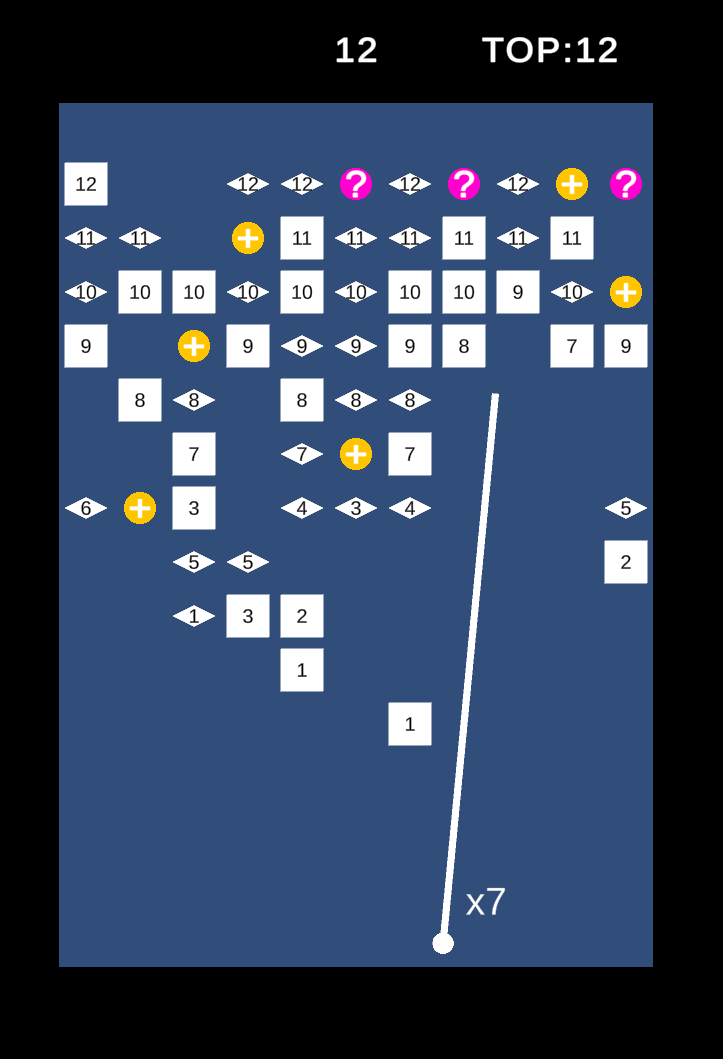 12 TOP:12
12 12 12 ? 12 ? 12 + ?
11 11 + 11 11 11 11 11 11
10 10 10 10 10 10 10 10 9 10 +
9 + 9 9 9 9 8 7 9
8 8 8 8 8
7 7 + 7
6 + 3 4 3 4 5
5 5 2
1 3 2
1
1
x7